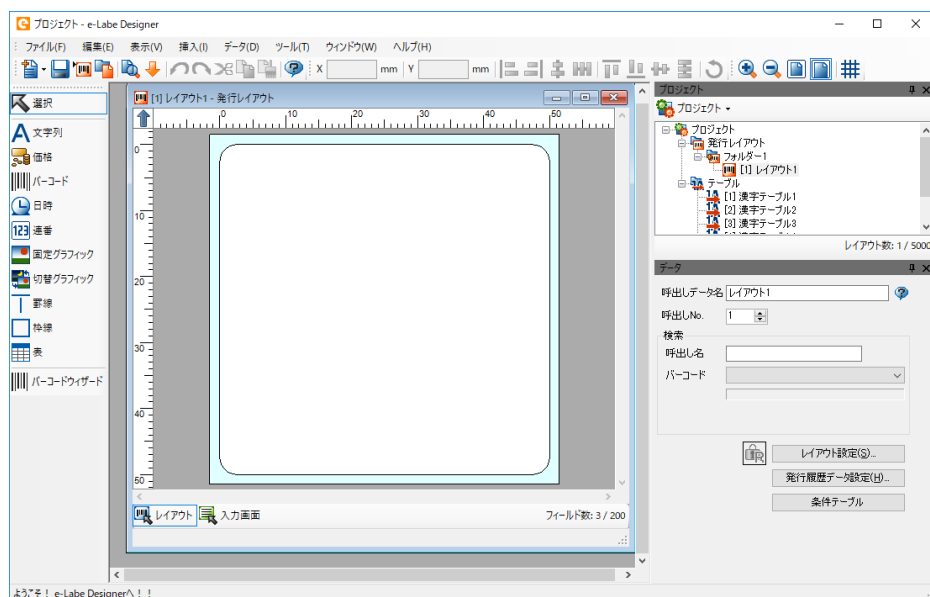 プロジェクト - e-Labe Designer
ファイル(F) 編集(E) 表示(V) 挿入(I) データ(D) ツール(T) ウィンドウ(W) ヘルプ(H)
X mm Y mm
選択
文字列
価格
バーコード
日時
123 連番
固定グラフィック
切替グラフィック
罫線
枠線
表
バーコードウィザード
[1] レイアウト1 - 発行レイアウト
0 10 20 30 40 50
0
10
20
30
40
50
レイアウト 入力画面 フィールド数: 3 / 200
プロジェクト
プロジェクト
プロジェクト
発行レイアウト
フォルダー1
[1] レイアウト1
テーブル
[1] 漢字テーブル1
[2] 漢字テーブル2
[3] 漢字テーブル3
レイアウト数: 1 / 5000
データ
呼出しデータ名 レイアウト1
呼出しNo. 1
検索
呼出し名
バーコード
レイアウト設定(S)...
発行履歴データ設定(H)...
条件テーブル
ようこそ! e-Labe Designerへ!!